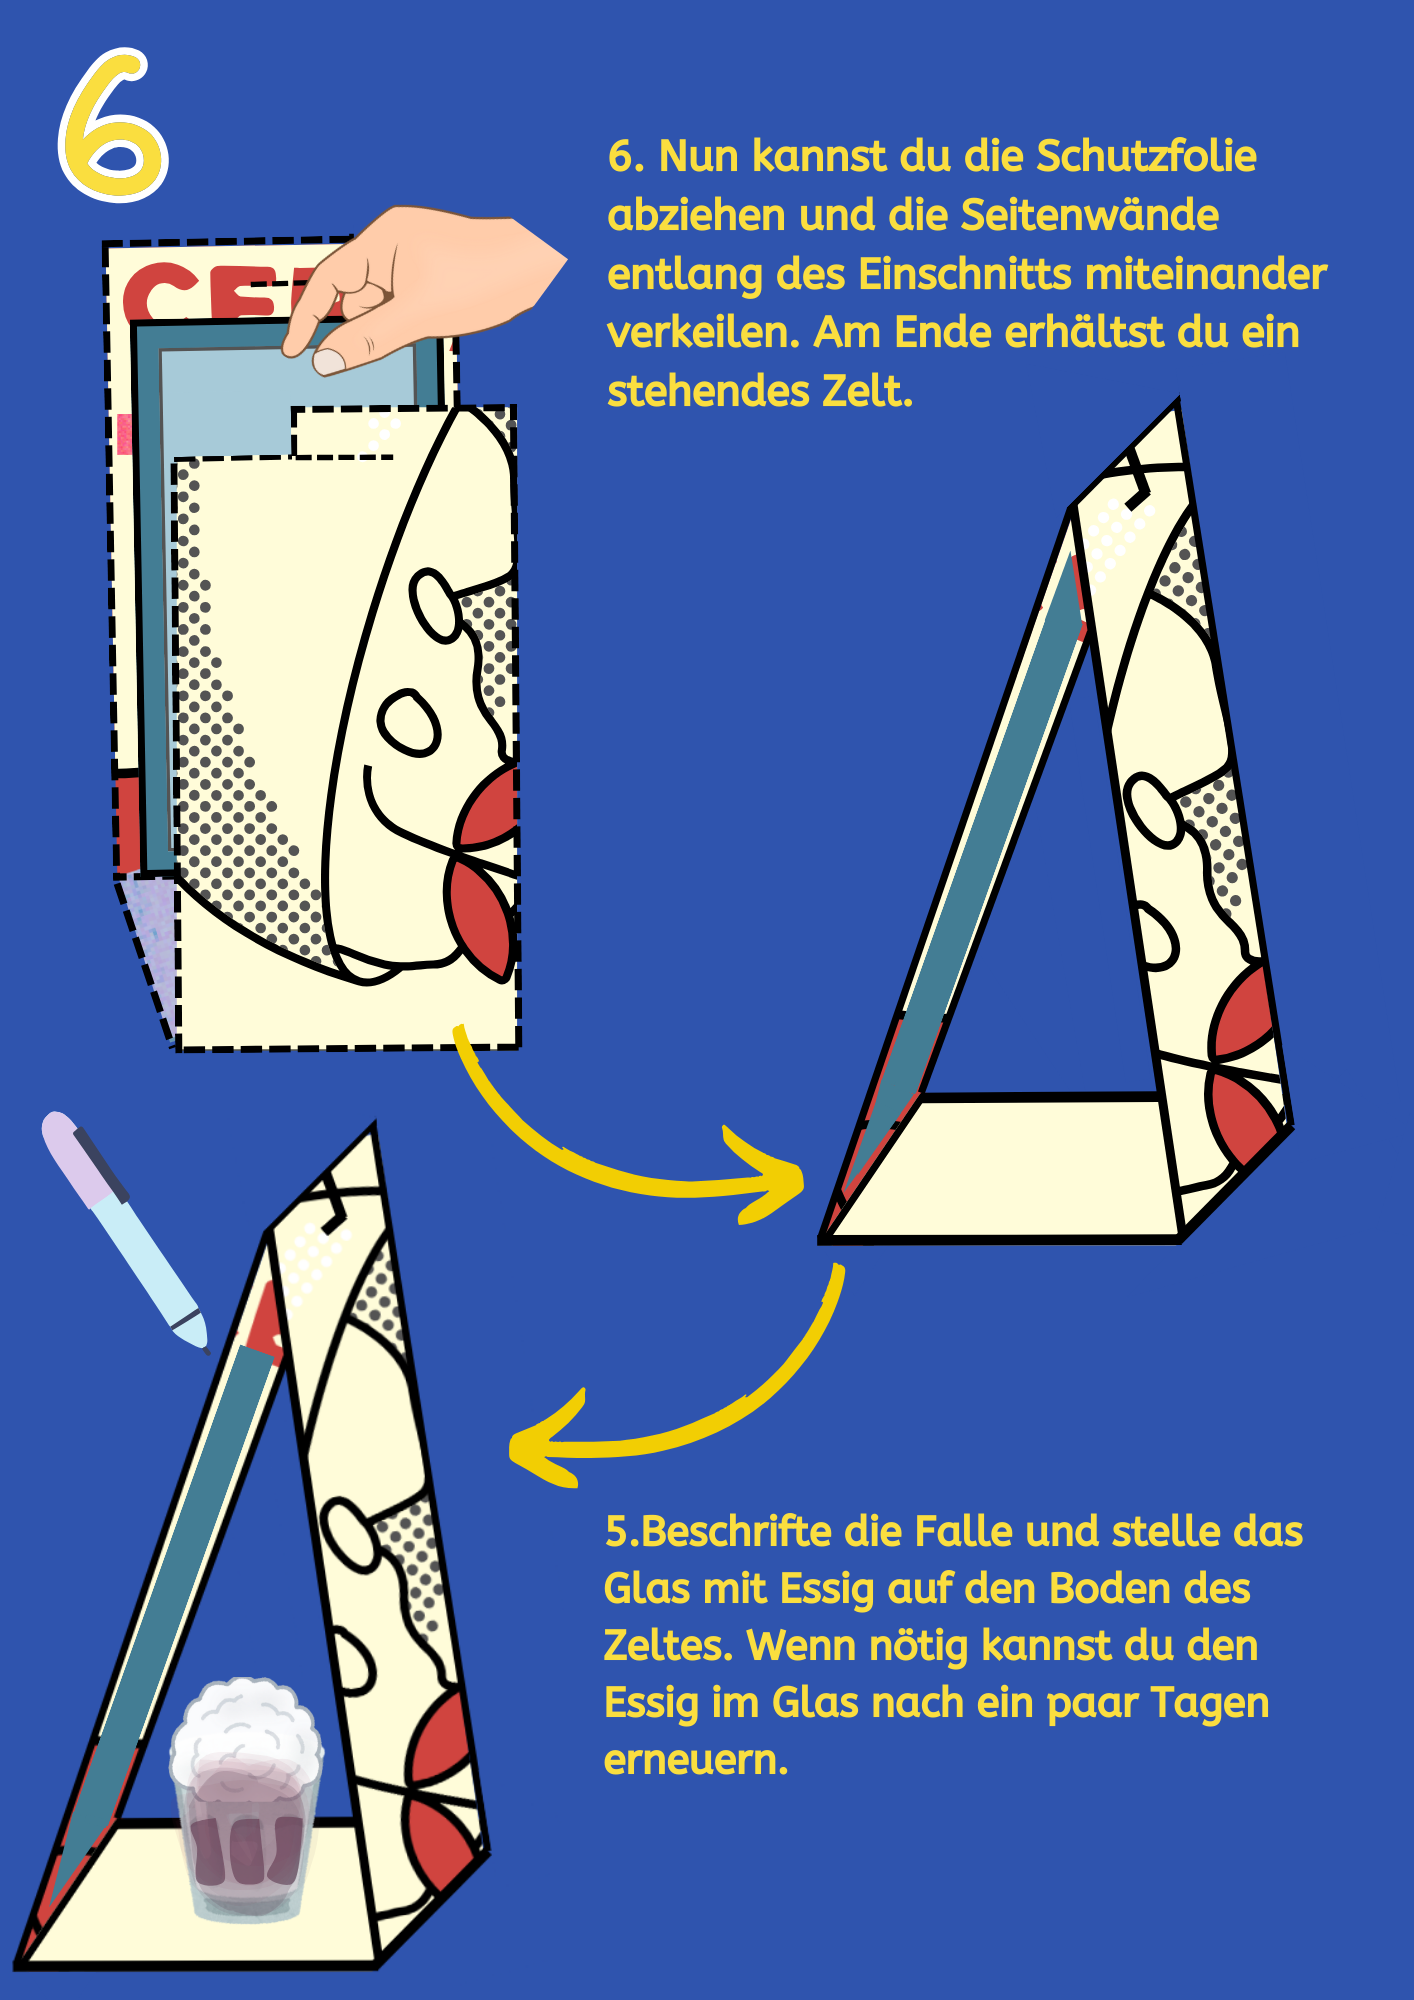 6
6. Nun kannst du die Schutzfolie
abziehen und die Seitenwände
entlang des Einschnitts miteinander
verkeilen. Am Ende erhältst du ein
stehendes Zelt.
5.Beschrifte die Falle und stelle das
Glas mit Essig auf den Boden des
Zeltes. Wenn nötig kannst du den
Essig im Glas nach ein paar Tagen
erneuern.